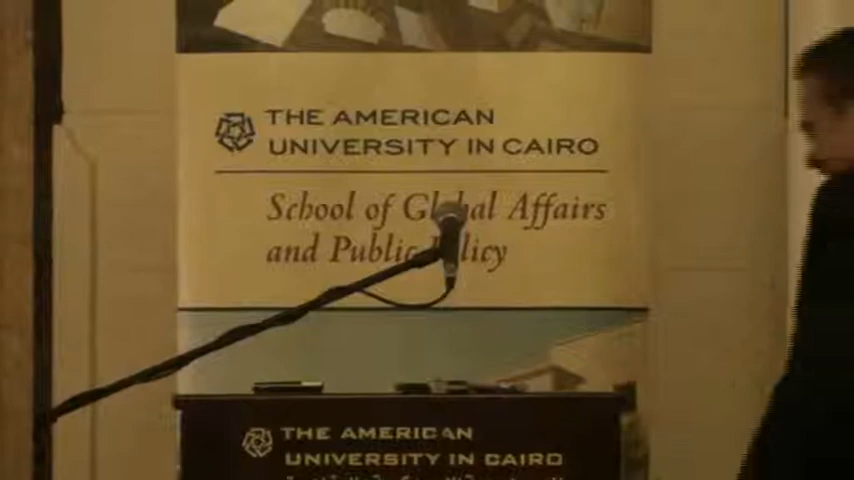 THE AMERICAN
UNIVERSITY IN CAIRO
School of Global Affairs
and Public Policy
THE AMERICAN
UNIVERSITY IN CAIRO